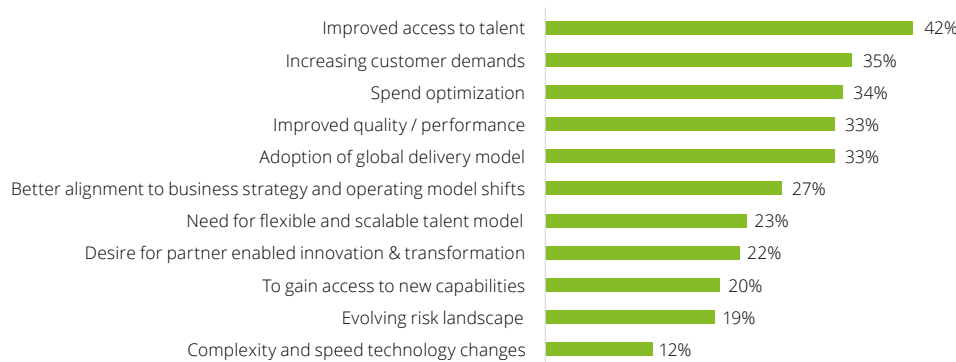 Improved access to talent 42%
Increasing customer demands 35%
Spend optimization 34%
Improved quality / performance 33%
Adoption of global delivery model 33%
Better alignment to business strategy and operating model shifts 27%
Need for flexible and scalable talent model 23%
Desire for partner enabled innovation & transformation 22%
To gain access to new capabilities 20%
Evolving risk landscape 19%
Complexity and speed technology changes 12%